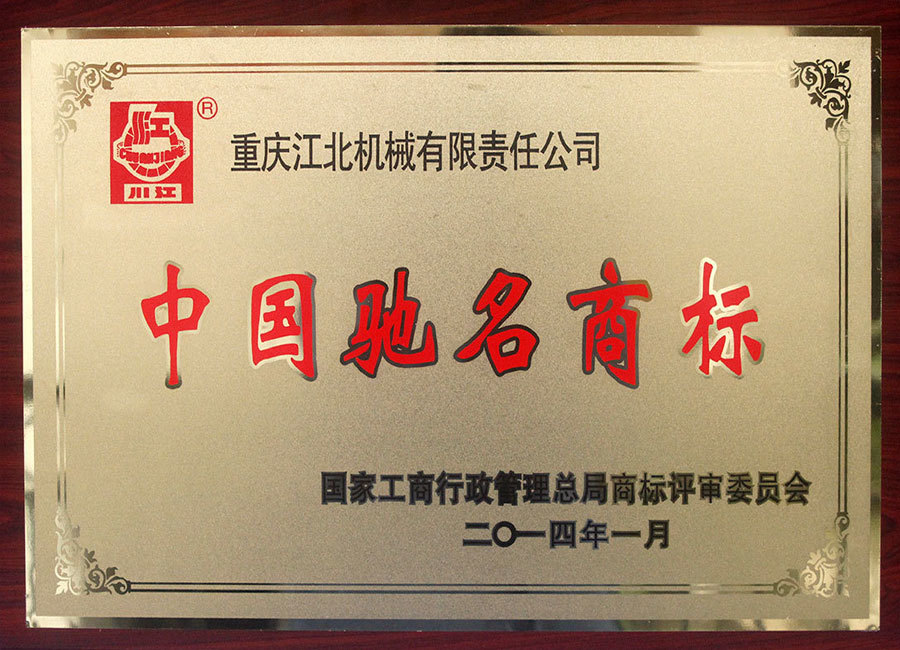 江
CHUANJIANG
川江
®
重庆江北机械有限责任公司
中国驰名商标
国家工商行政管理总局商标评审委员会
二〇一四年一月